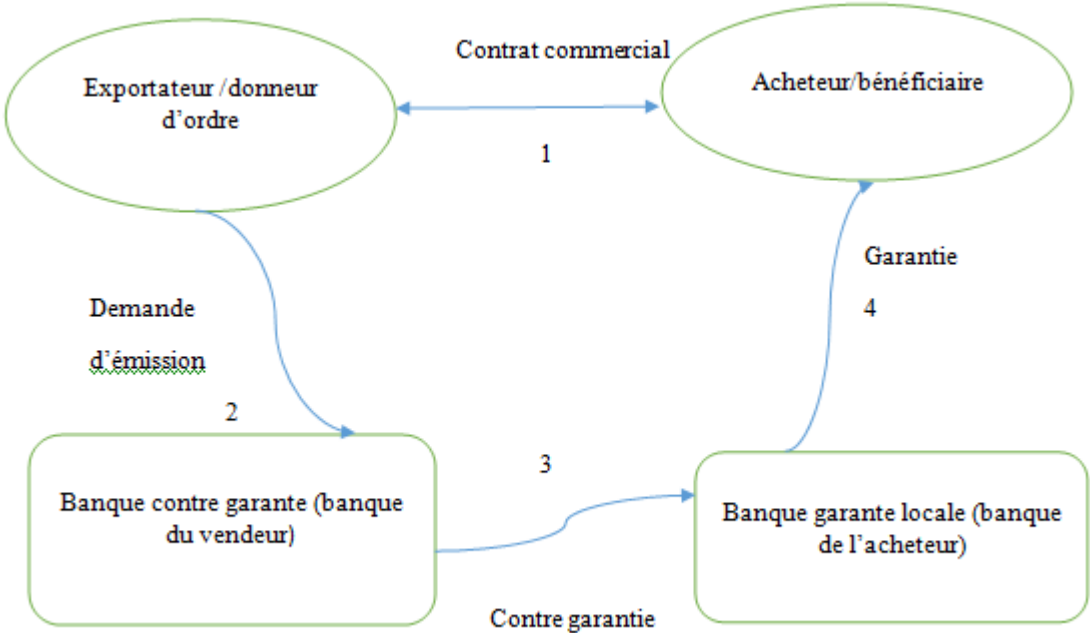 Contrat commercial
Exportateur /donneur
d’ordre
Acheteur/bénéficiaire
1
Garantie
4
Demande
d’émission
2
3
Banque contre garante (banque
du vendeur)
Banque garante locale (banque
de l’acheteur)
Contre garantie